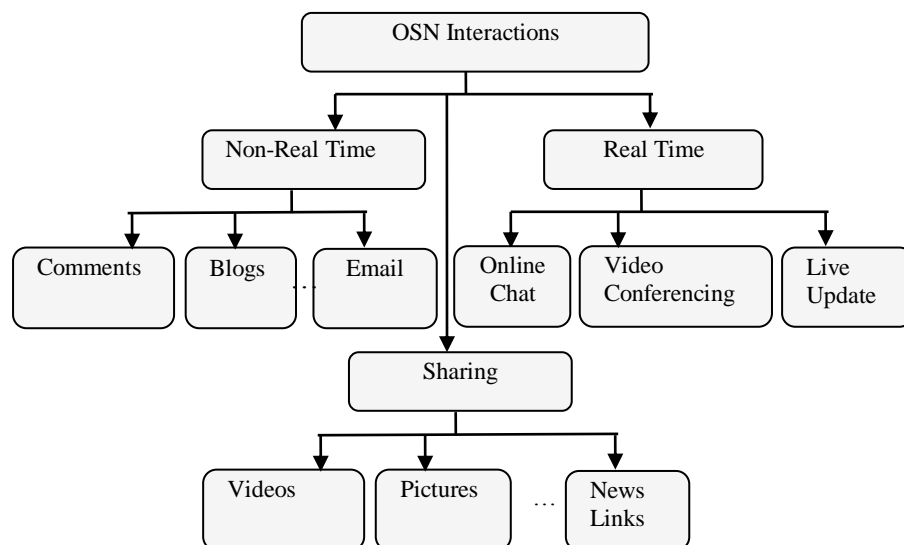 OSN Interactions
Non-Real Time
Real Time
Comments
Blogs
...
Email
Online
Chat
Video
Conferencing
Live
Update
Sharing
Videos
Pictures
...
News
Links